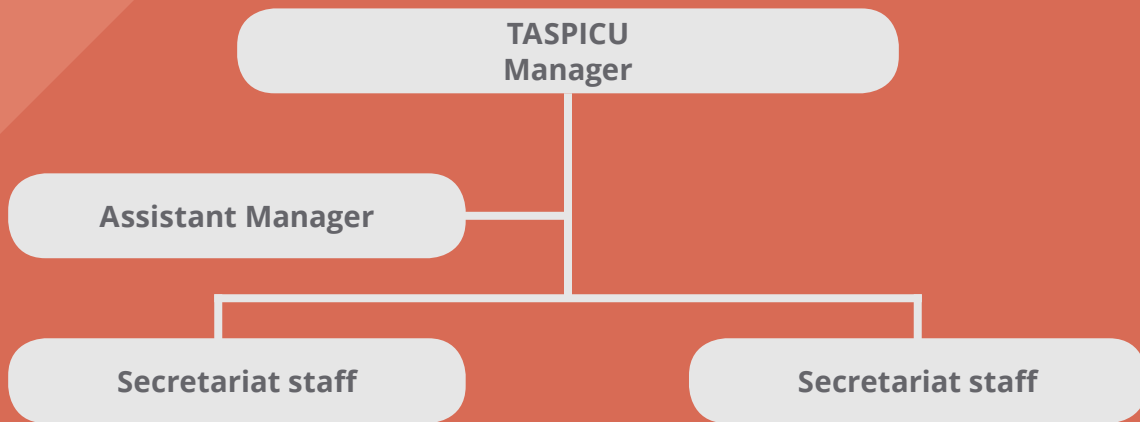 TASPICU
Manager
Assistant Manager
Secretariat staff
Secretariat staff